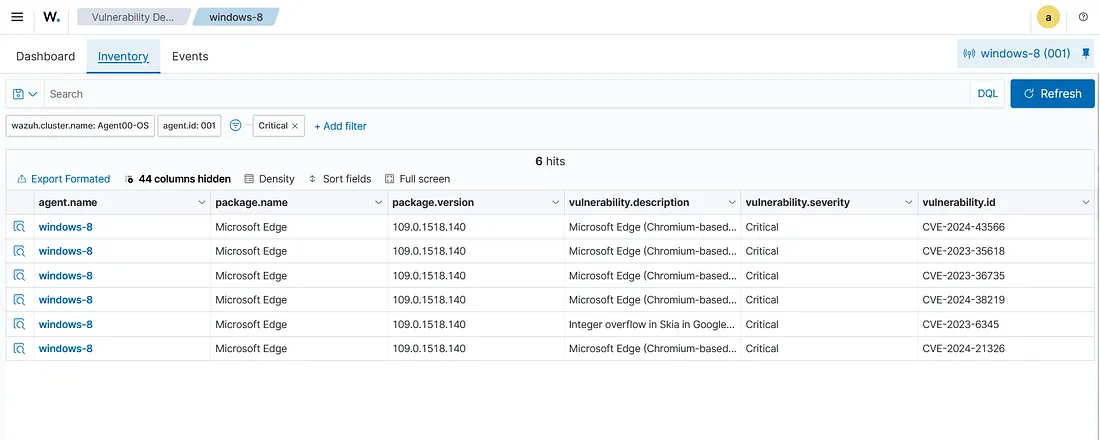 W. Vulnerability De... windows-8 a
Dashboard Inventory Events windows-8 (001)
Search DQL Refresh
wazuh.cluster.name: Agent00-OS agent.id: 001 Critical × + Add filter
6 hits
Export Formated 44 columns hidden Density Sort fields Full screen
agent.name package.name package.version vulnerability.description vulnerability.severity vulnerability.id
windows-8 Microsoft Edge 109.0.1518.140 Microsoft Edge (Chromium-based... Critical CVE-2024-43566
windows-8 Microsoft Edge 109.0.1518.140 Microsoft Edge (Chromium-based... Critical CVE-2023-35618
windows-8 Microsoft Edge 109.0.1518.140 Microsoft Edge (Chromium-based... Critical CVE-2023-36735
windows-8 Microsoft Edge 109.0.1518.140 Microsoft Edge (Chromium-based... Critical CVE-2024-38219
windows-8 Microsoft Edge 109.0.1518.140 Integer overflow in Skia in Google... Critical CVE-2023-6345
windows-8 Microsoft Edge 109.0.1518.140 Microsoft Edge (Chromium-based... Critical CVE-2024-21326